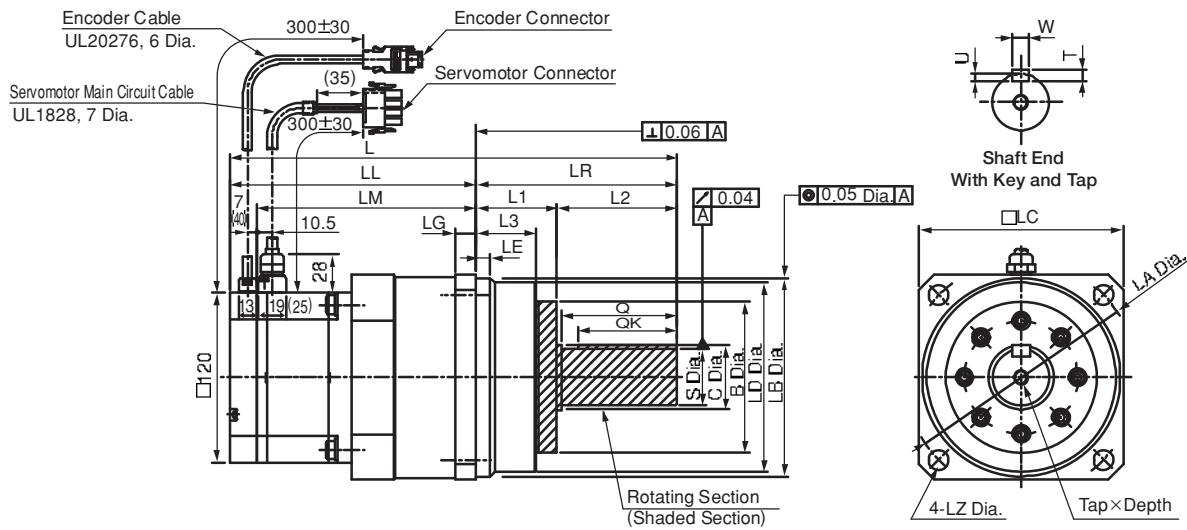 Encoder Cable
UL20276, 6 Dia.
300±30
Encoder Connector
Servomotor Main Circuit Cable
UL1828, 7 Dia.
(35)
Servomotor Connector
300±30
⊥ 0.06 A
L
LL
LR
LM
L1
L2
7
(40)
10.5
LG
L3
LE
28
↗ 0.04
A
◎ 0.05 Dia. A
13
19
(25)
□120
Q
QK
S Dia.
C Dia.
B Dia.
LD Dia.
LB Dia.
Rotating Section
(Shaded Section)
W
U
T
Shaft End
With Key and Tap
□LC
LA Dia.
4-LZ Dia.
Tap×Depth